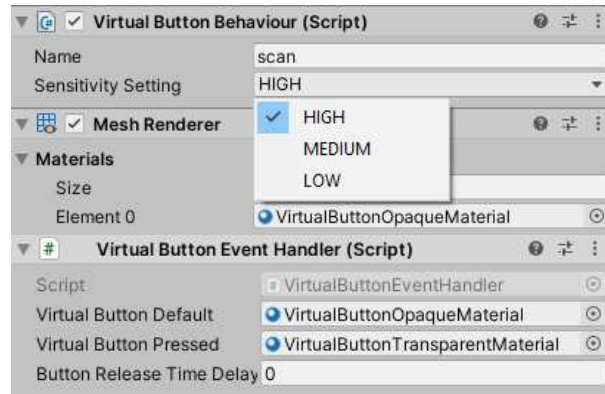 Virtual Button Behaviour (Script)
Name scan
Sensitivity Setting HIGH
Mesh Renderer
HIGH
MEDIUM
LOW
Materials
Size
Element 0 VirtualButtonOpaqueMaterial
# Virtual Button Event Handler (Script)
Script # VirtualButtonEventHandler
Virtual Button Default VirtualButtonOpaqueMaterial
Virtual Button Pressed VirtualButtonTransparentMaterial
Button Release Time Delay 0